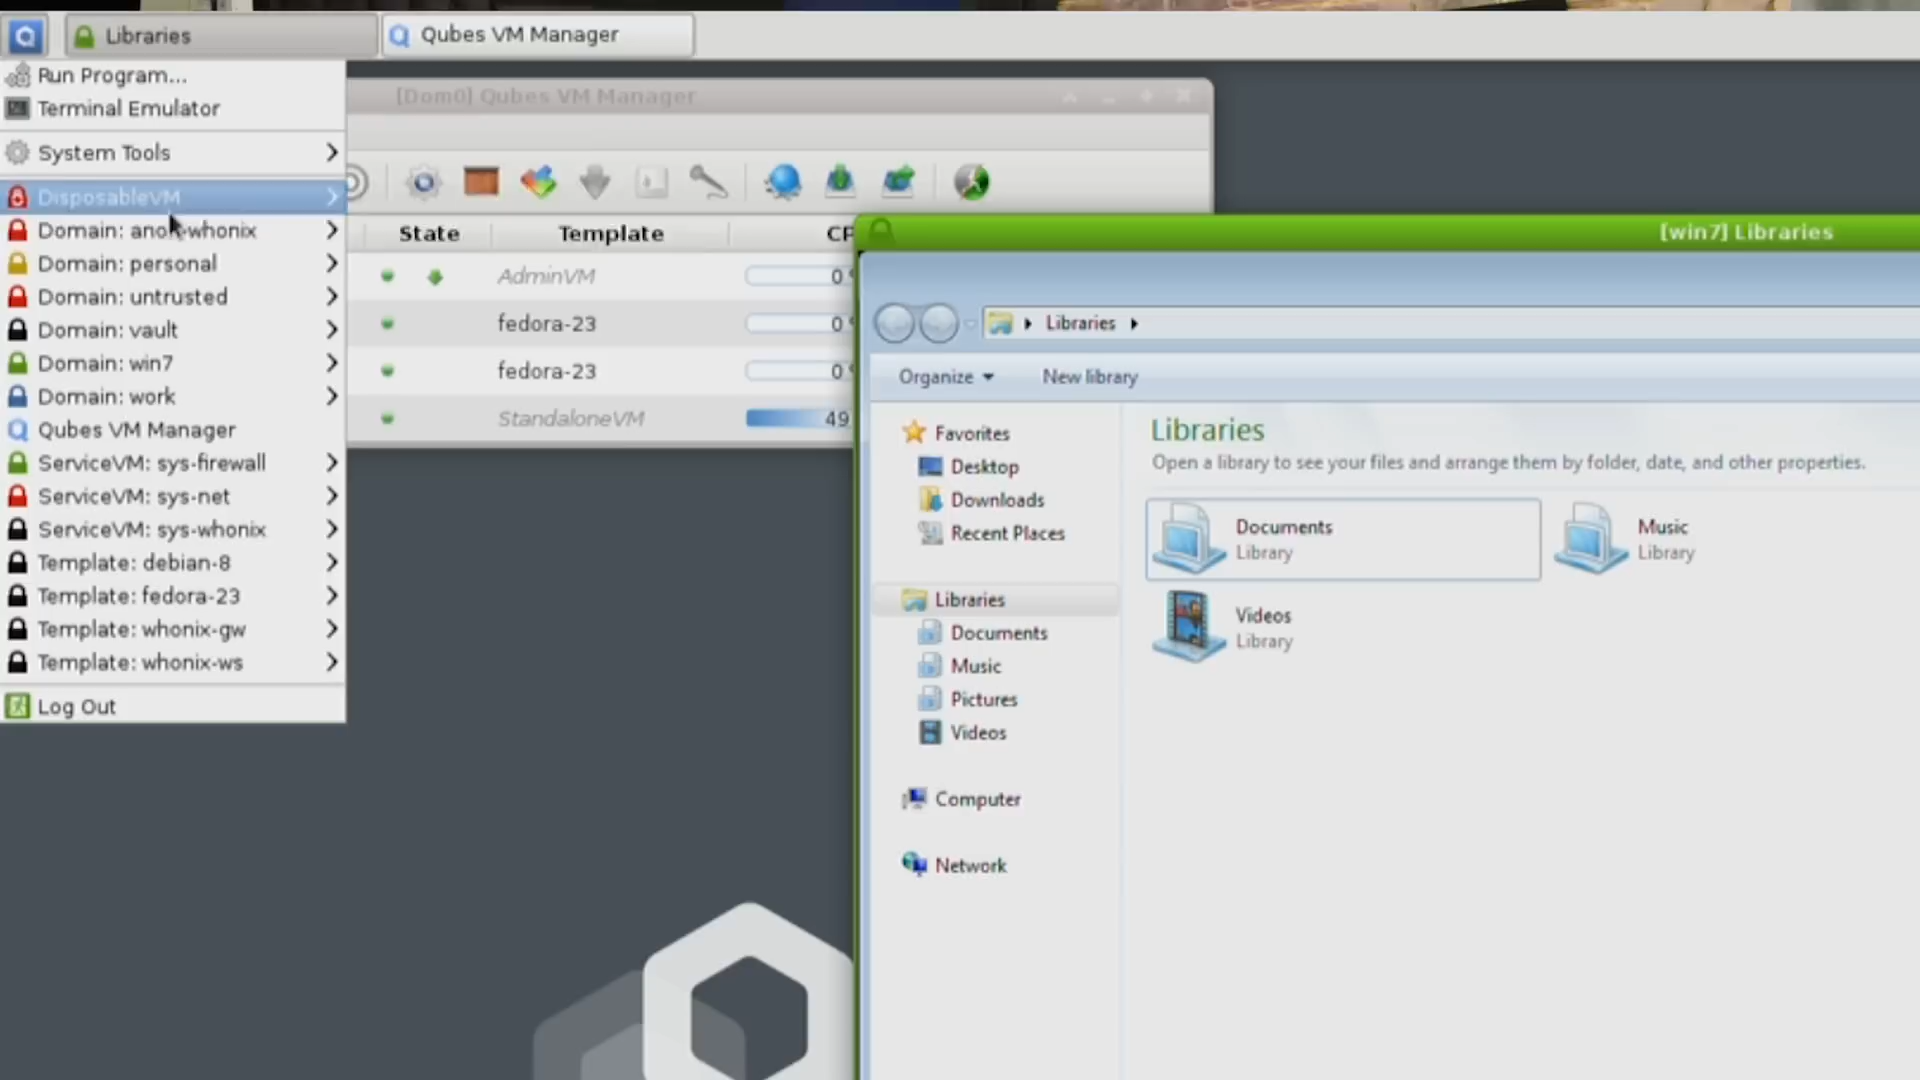 Libraries
Qubes VM Manager
Run Program...
Terminal Emulator
System Tools
DisposableVM
Domain: anon-whonix
Domain: personal
Domain: untrusted
Domain: vault
Domain: win7
Domain: work
Qubes VM Manager
ServiceVM: sys-firewall
ServiceVM: sys-net
ServiceVM: sys-whonix
Template: debian-8
Template: fedora-23
Template: whonix-gw
Template: whonix-ws
Log Out
[Dom0] Qubes VM Manager
State Template CP
AdminVM 0
fedora-23 0
fedora-23 0
StandaloneVM 49
[win7] Libraries
Libraries
Organize New library
Favorites
Desktop
Downloads
Recent Places
Libraries
Documents
Music
Pictures
Videos
Computer
Network
Libraries
Open a library to see your files and arrange them by folder, date, and other properties.
Documents
Library
Music
Library
Videos
Library